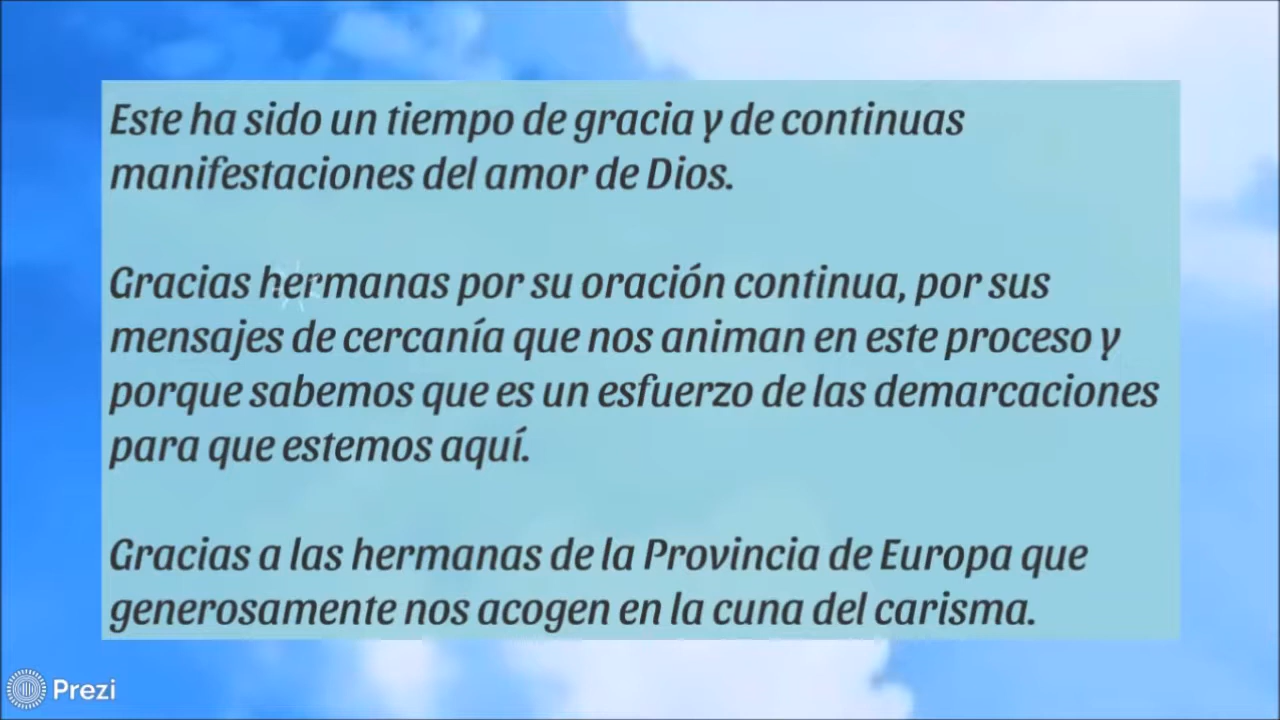 Este ha sido un tiempo de gracia y de continuas
manifestaciones del amor de Dios.
Gracias hermanas por su oración continua, por sus
mensajes de cercanía que nos animan en este proceso y
porque sabemos que es un esfuerzo de las demarcaciones
para que estemos aquí.
Gracias a las hermanas de la Provincia de Europa que
generosamente nos acogen en la cuna del carisma.
Prezi